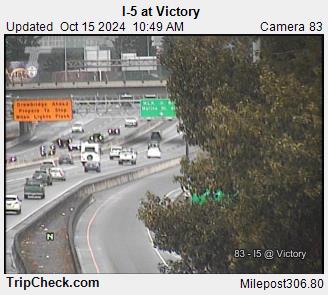 I-5 at Victory
Updated Oct 15 2024 10:49 AM
Camera 83
Drawbridge Ahead
Prepare To Stop
When Lights Flash
N
83 - I5 @ Victory
TripCheck.com
Milepost306.80